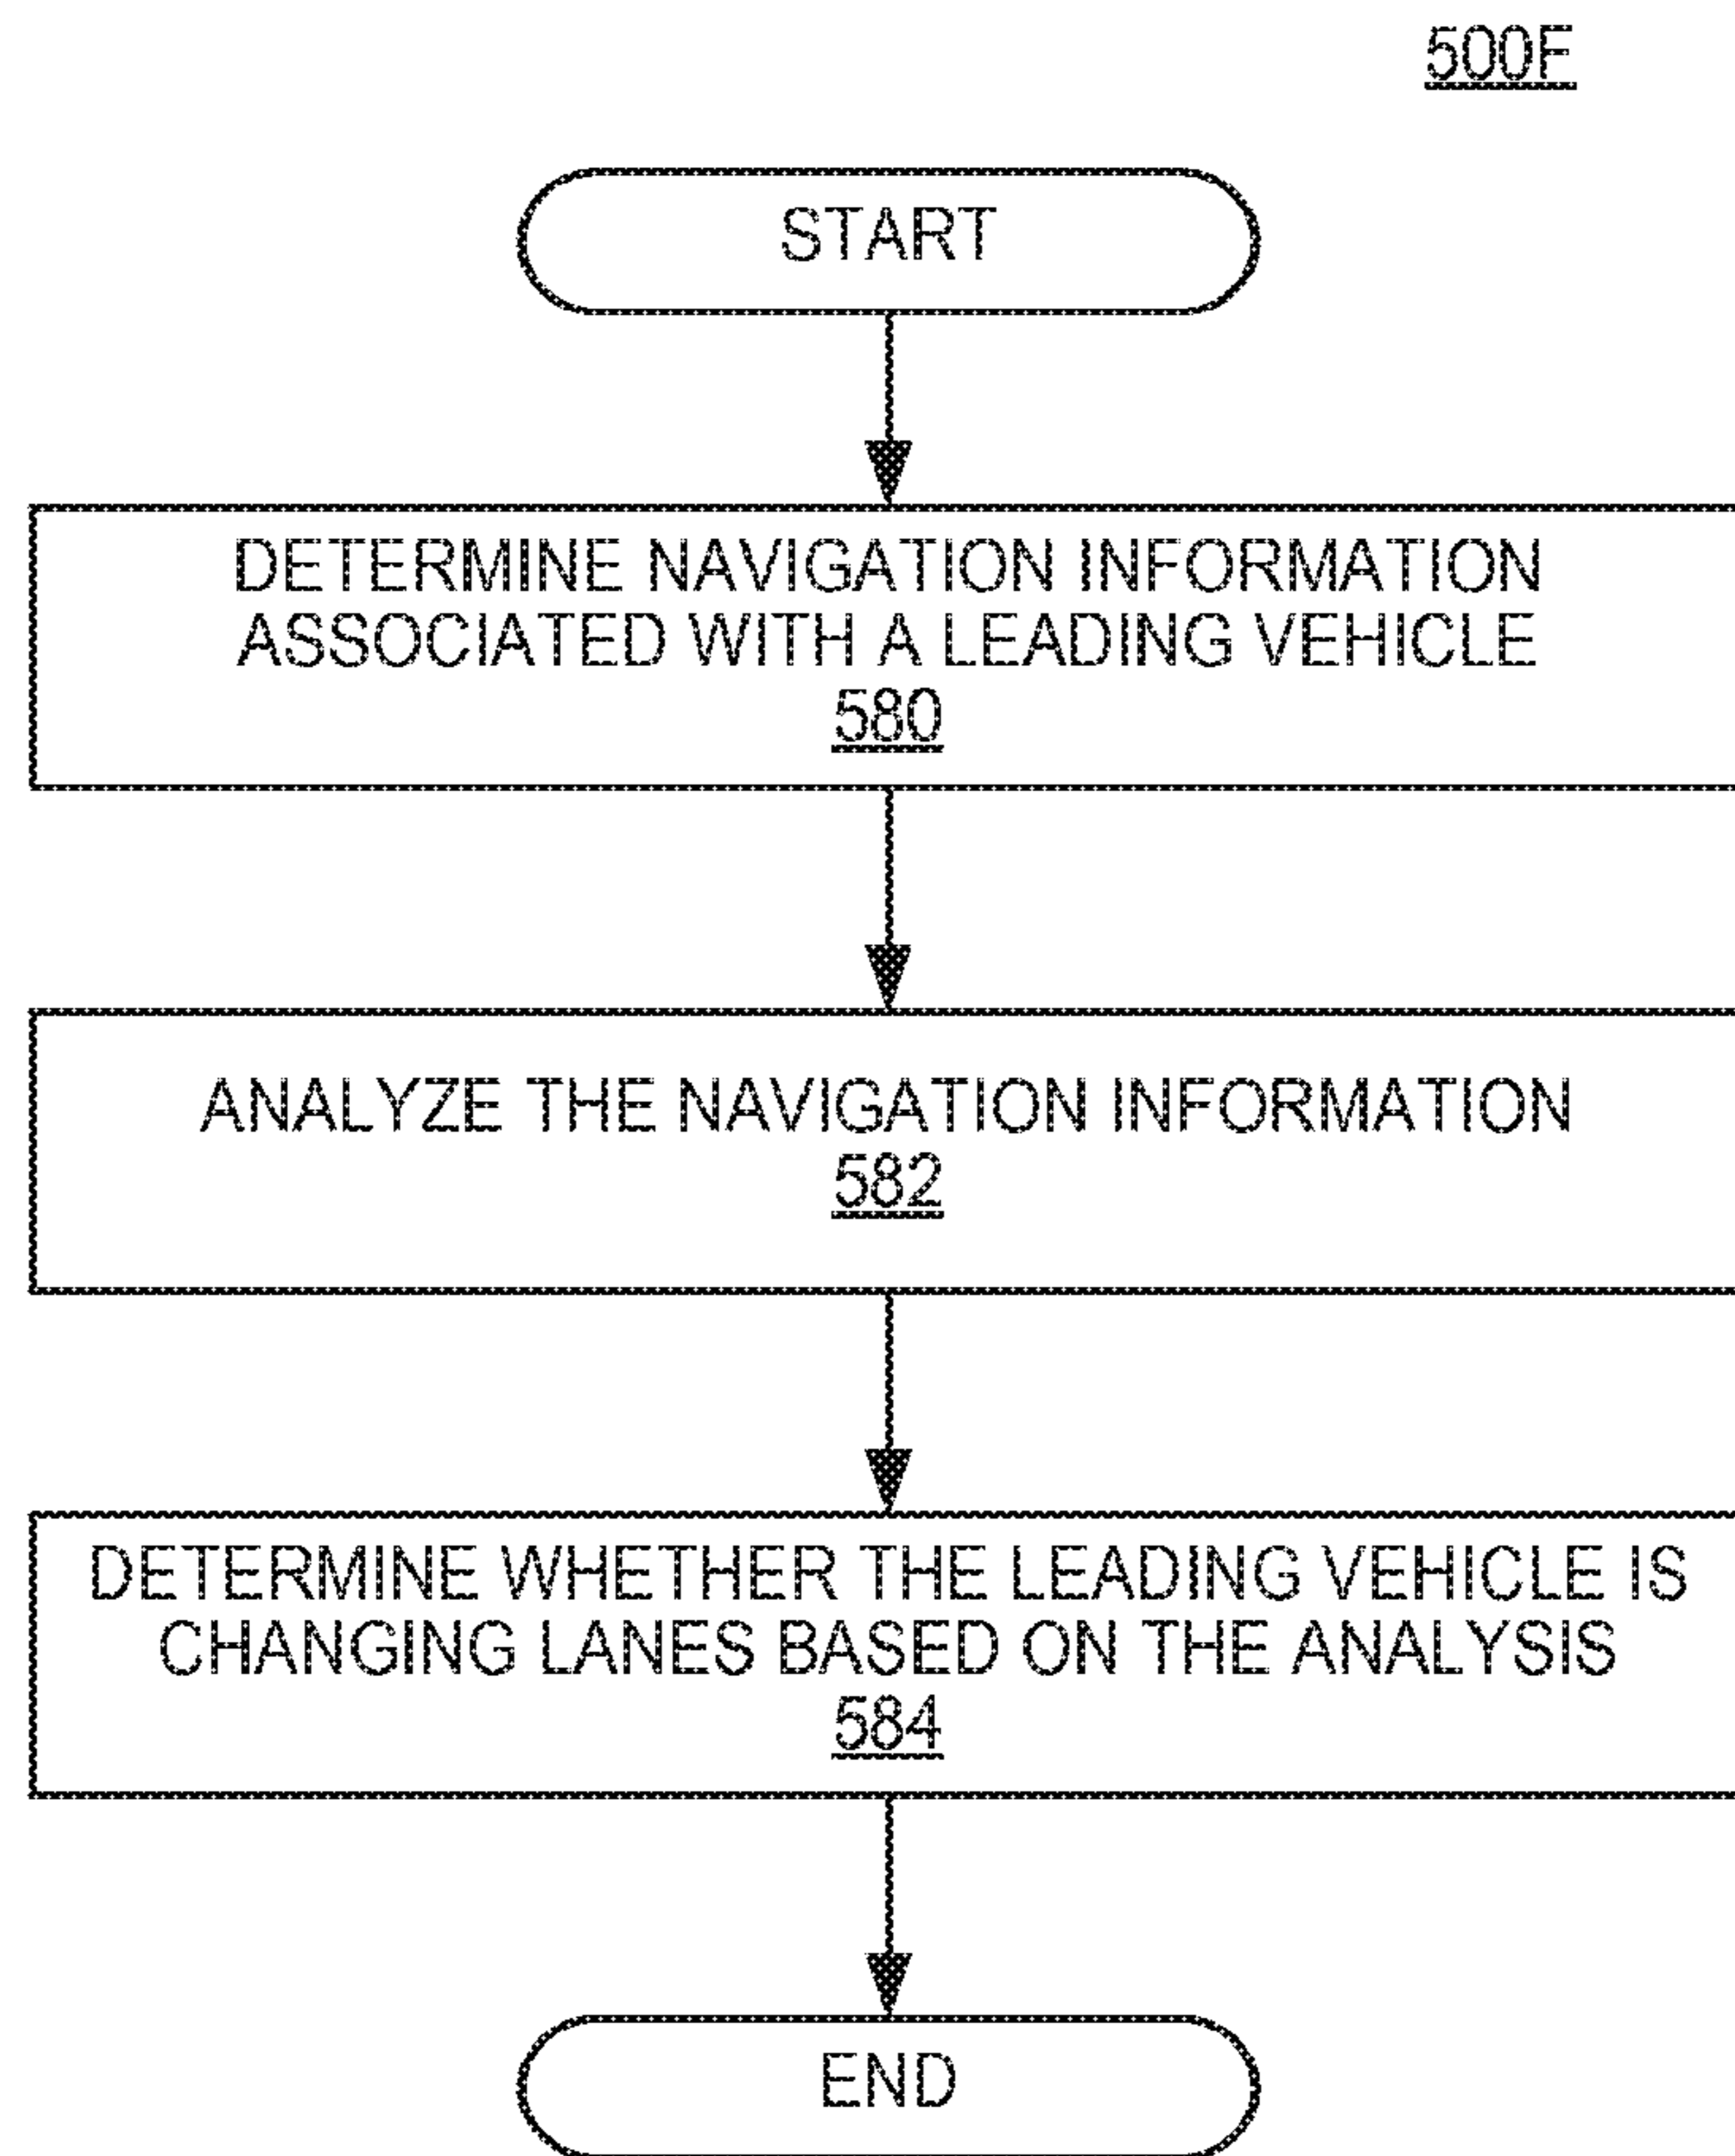 500F
START
DETERMINE NAVIGATION INFORMATION
ASSOCIATED WITH A LEADING VEHICLE
580
ANALYZE THE NAVIGATION INFORMATION
582
DETERMINE WHETHER THE LEADING VEHICLE IS
CHANGING LANES BASED ON THE ANALYSIS
584
END